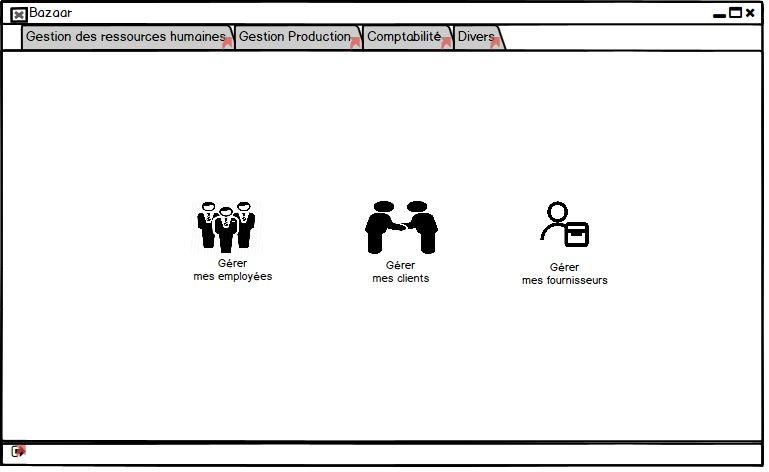 Bazaar
Gestion des ressources humaines
Gestion Production
Comptabilité
Divers
Gérer
mes employées
Gérer
mes clients
Gérer
mes fournisseurs